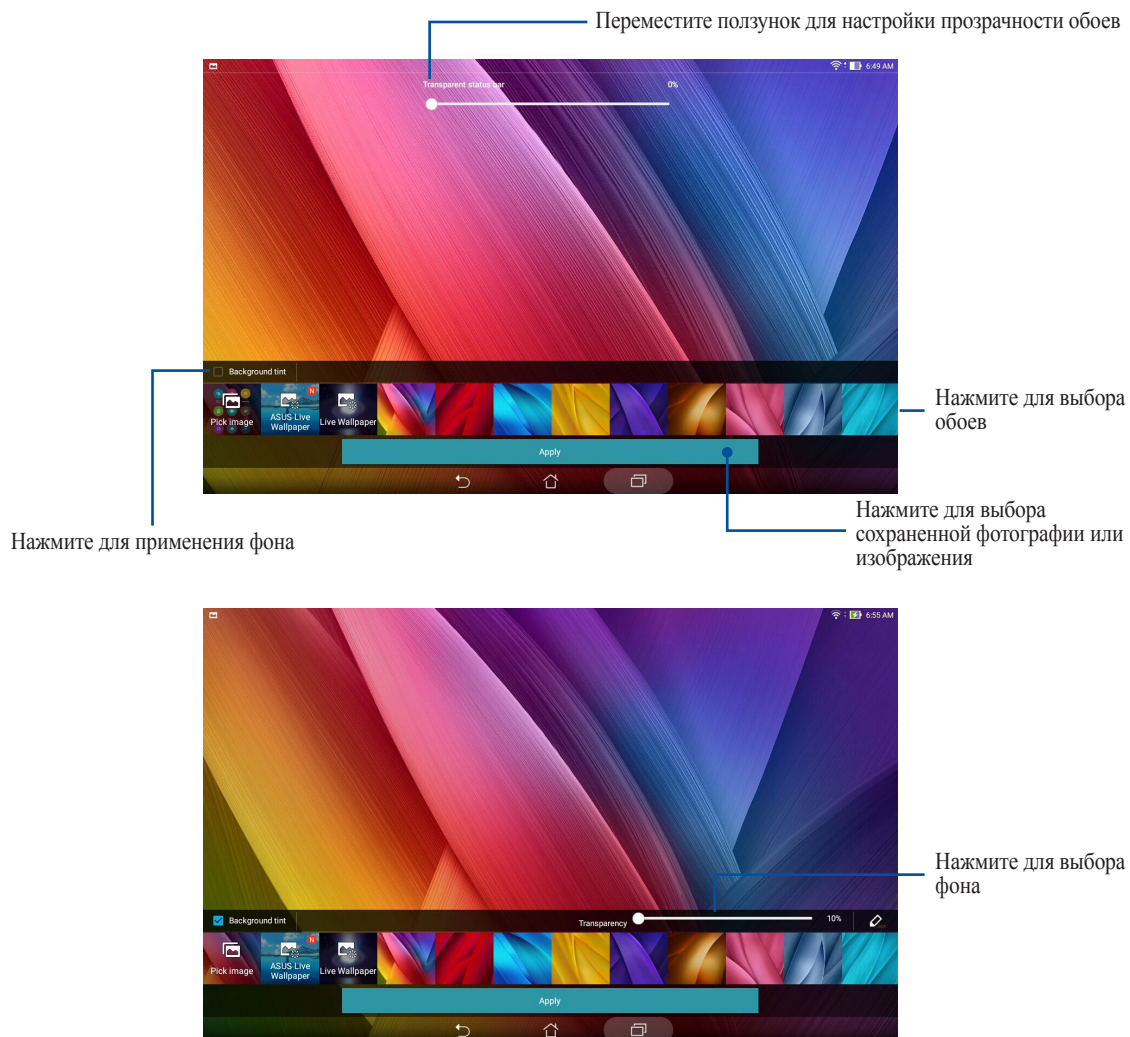 Переместите ползунок для настройки прозрачности обоев
6:49 AM
Transparent status bar 0%
Background tint
Pick image
ASUS Live
Wallpaper
N
Live Wallpaper
Нажмите для выбора
обоев
Apply
Нажмите для применения фона
Нажмите для выбора
сохраненной фотографии или
изображения
6:55 AM
Нажмите для выбора
фона
Background tint
Transparency 10%
Pick image
ASUS Live
Wallpaper
N
Live Wallpaper
Apply